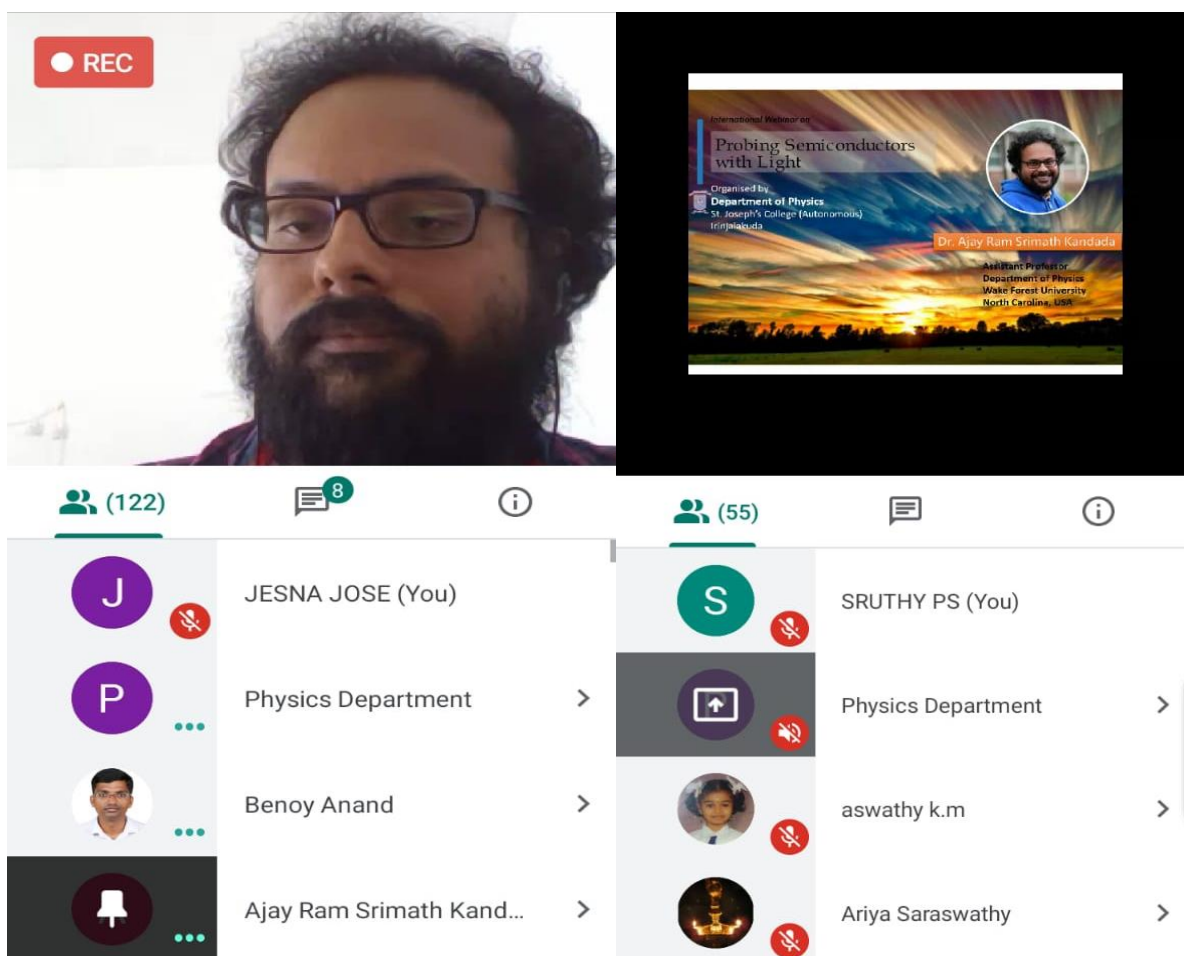 REC
(122)
8
J
JESNA JOSE (You)
P
Physics Department
Benoy Anand
Ajay Ram Srimath Kand...
International Webinar on
Probing Semiconductors
with Light
Organised by
Department of Physics
St. Joseph's College (Autonomous)
Irinjalakuda
Dr. Ajay Ram Srimath Kandada
Assistant Professor
Department of Physics
Wake Forest University
North Carolina, USA
(55)
S
SRUTHY PS (You)
Physics Department
aswathy k.m
Ariya Saraswathy